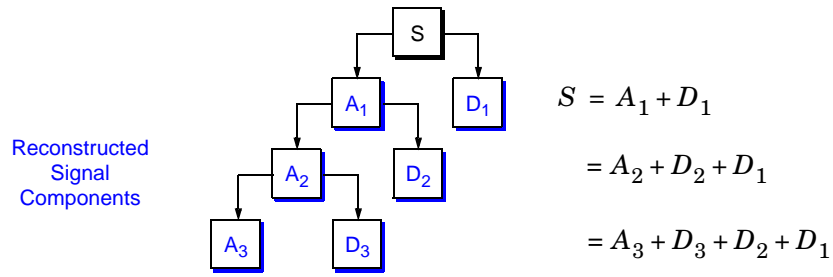 S
A₁
D₁
S = A₁ + D₁
Reconstructed
Signal
Components
A₂
D₂
= A₂ + D₂ + D₁
A₃
D₃
= A₃ + D₃ + D₂ + D₁